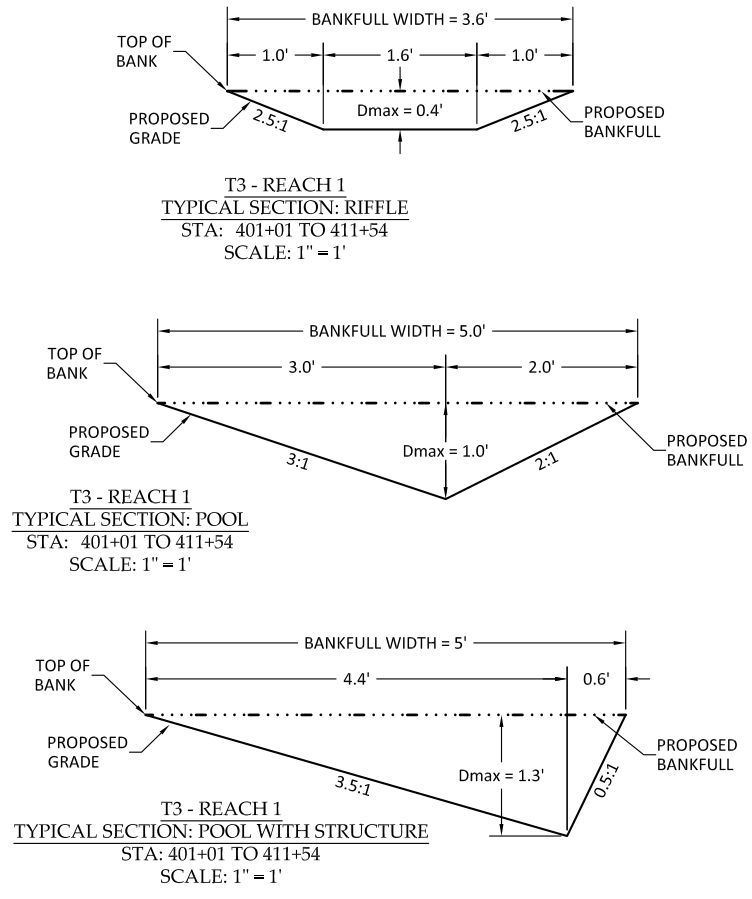 BANKFULL WIDTH = 3.6'
TOP OF
BANK
1.0'
1.6'
1.0'
PROPOSED
GRADE
2.5:1
Dmax = 0.4'
2.5:1
PROPOSED
BANKFULL
T3 - REACH 1
TYPICAL SECTION: RIFFLE
STA: 401+01 TO 411+54
SCALE: 1" = 1'
BANKFULL WIDTH = 5.0'
TOP OF
BANK
3.0'
2.0'
PROPOSED
GRADE
3:1
Dmax = 1.0'
2:1
PROPOSED
BANKFULL
T3 - REACH 1
TYPICAL SECTION: POOL
STA: 401+01 TO 411+54
SCALE: 1" = 1'
BANKFULL WIDTH = 5'
TOP OF
BANK
4.4'
0.6'
PROPOSED
GRADE
3.5:1
Dmax = 1.3'
0.5:1
PROPOSED
BANKFULL
T3 - REACH 1
TYPICAL SECTION: POOL WITH STRUCTURE
STA: 401+01 TO 411+54
SCALE: 1" = 1'